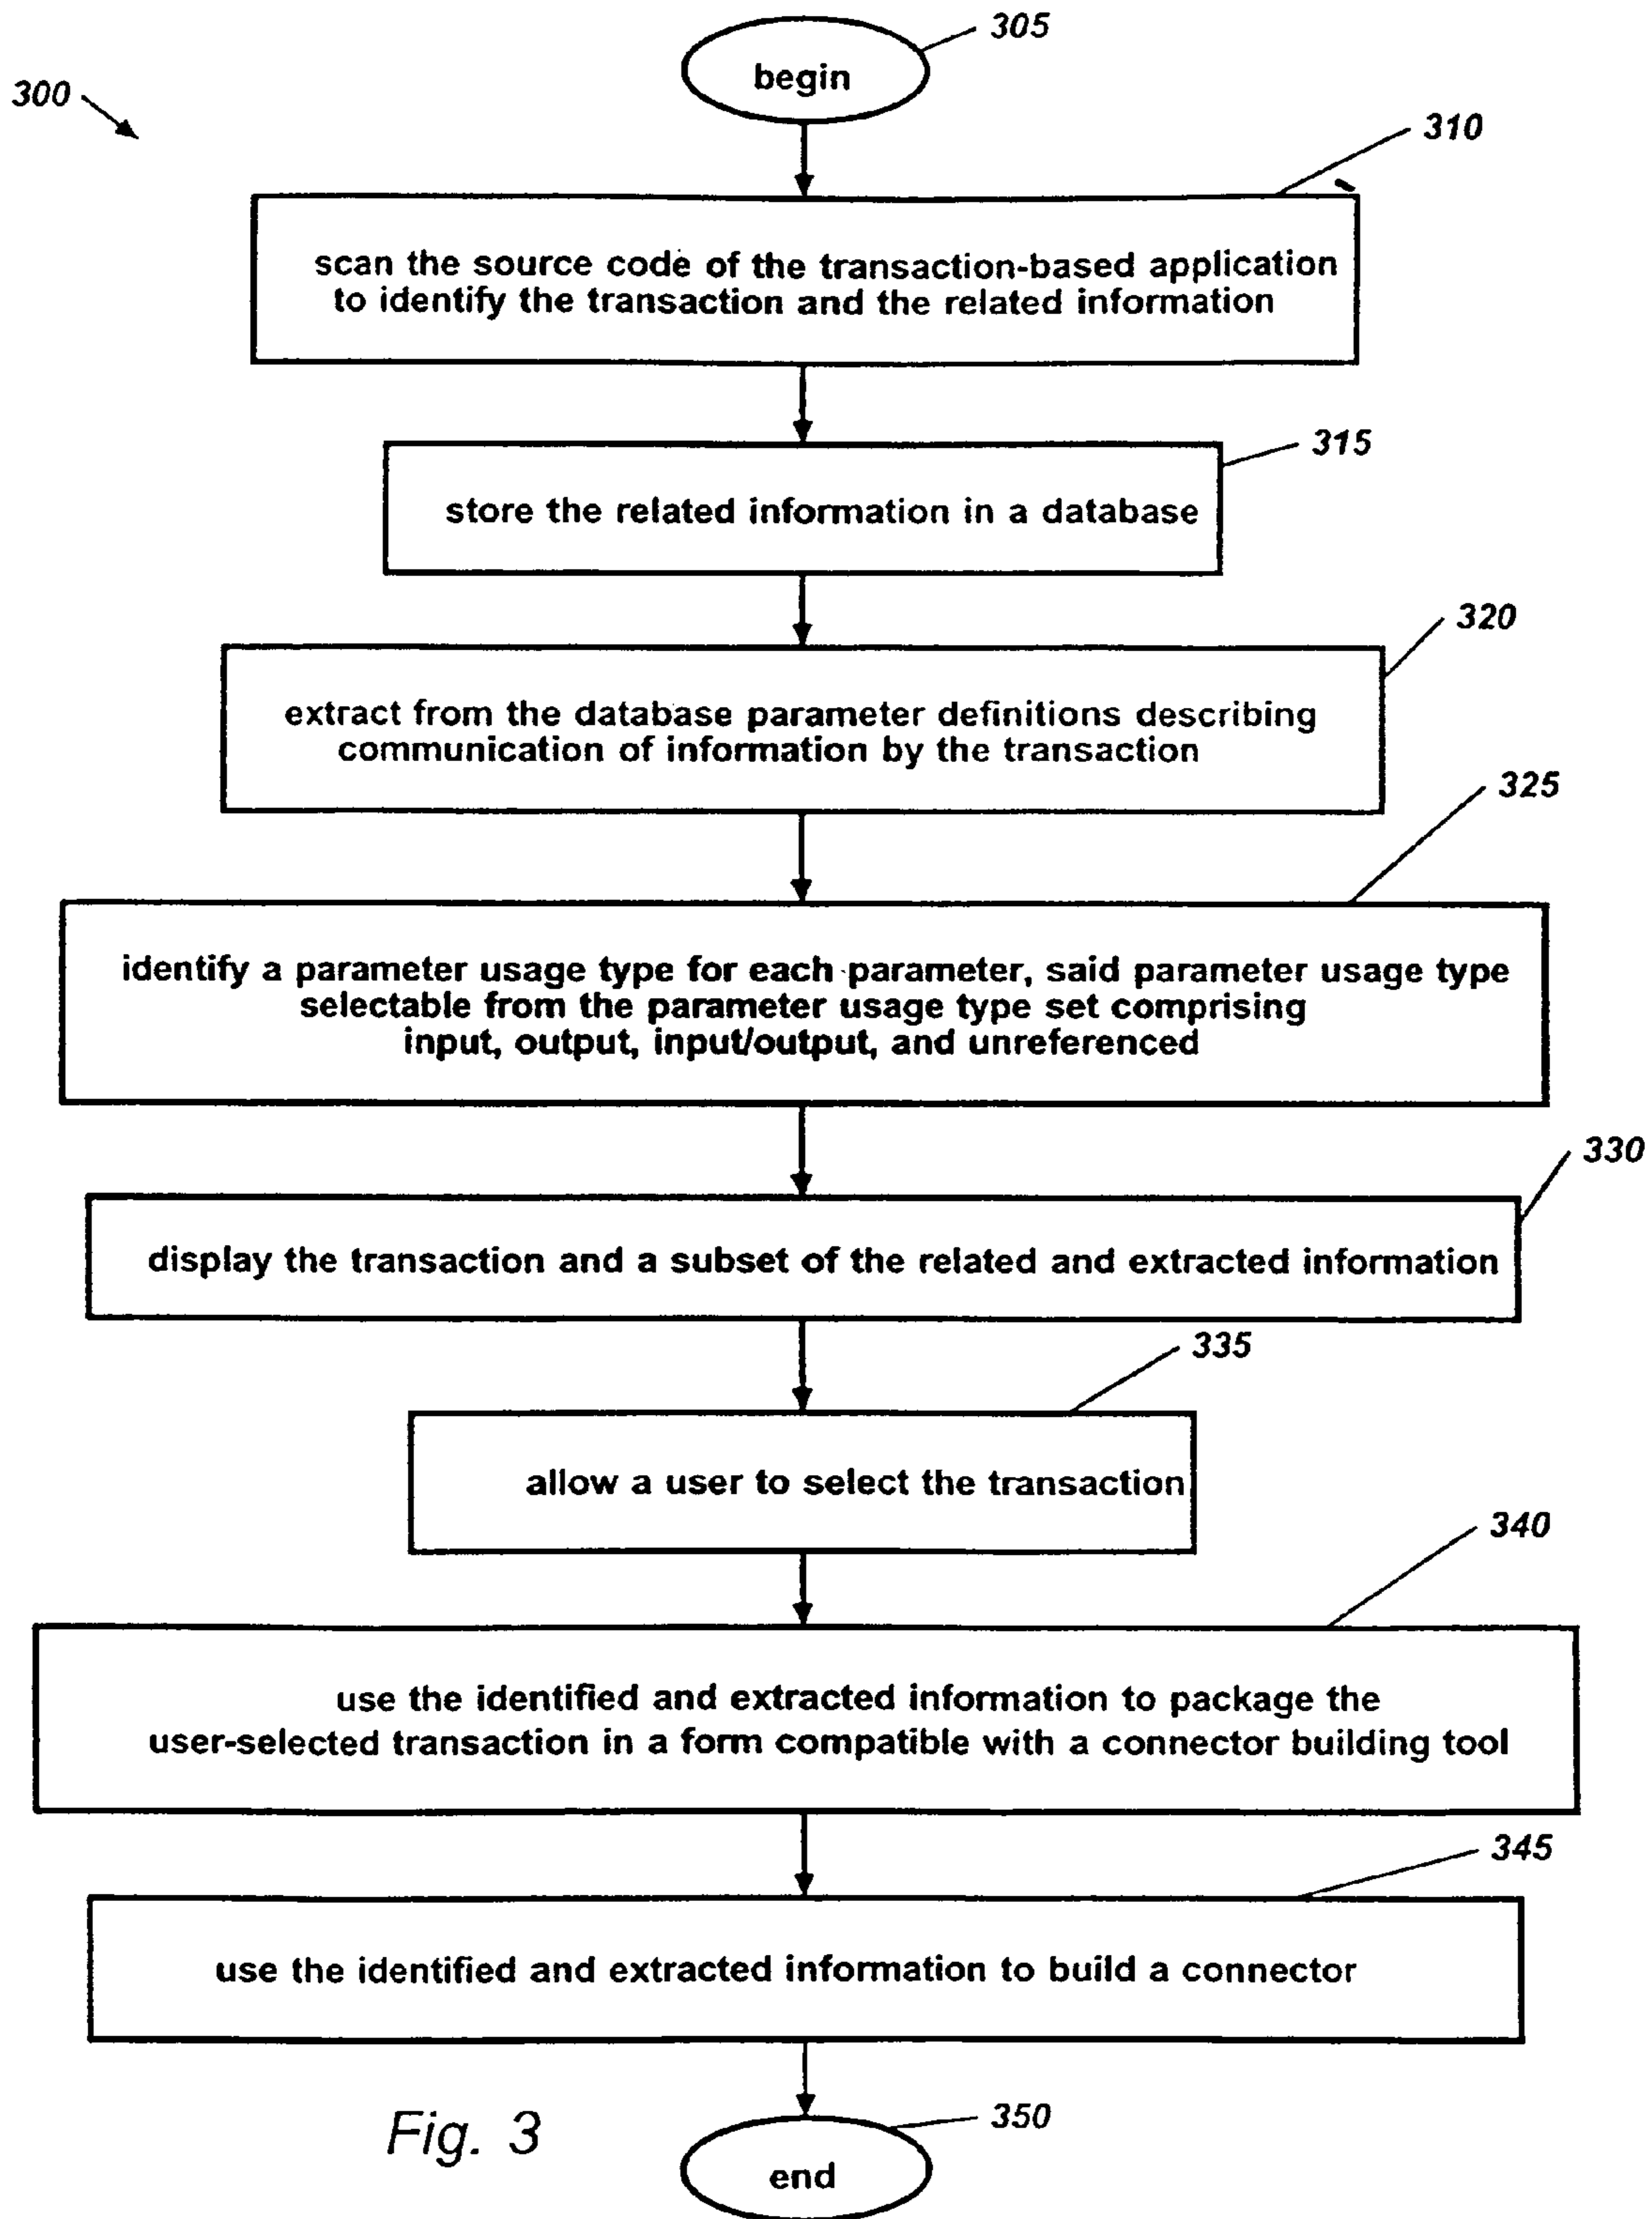 305
begin
300
310
scan the source code of the transaction-based application
to identify the transaction and the related information
315
store the related information in a database
320
extract from the database parameter definitions describing
communication of information by the transaction
325
identify a parameter usage type for each parameter, said parameter usage type
selectable from the parameter usage type set comprising
input, output, input/output, and unreferenced
330
display the transaction and a subset of the related and extracted information
335
allow a user to select the transaction
340
use the identified and extracted information to package the
user-selected transaction in a form compatible with a connector building tool
345
use the identified and extracted information to build a connector
Fig. 3
350
end